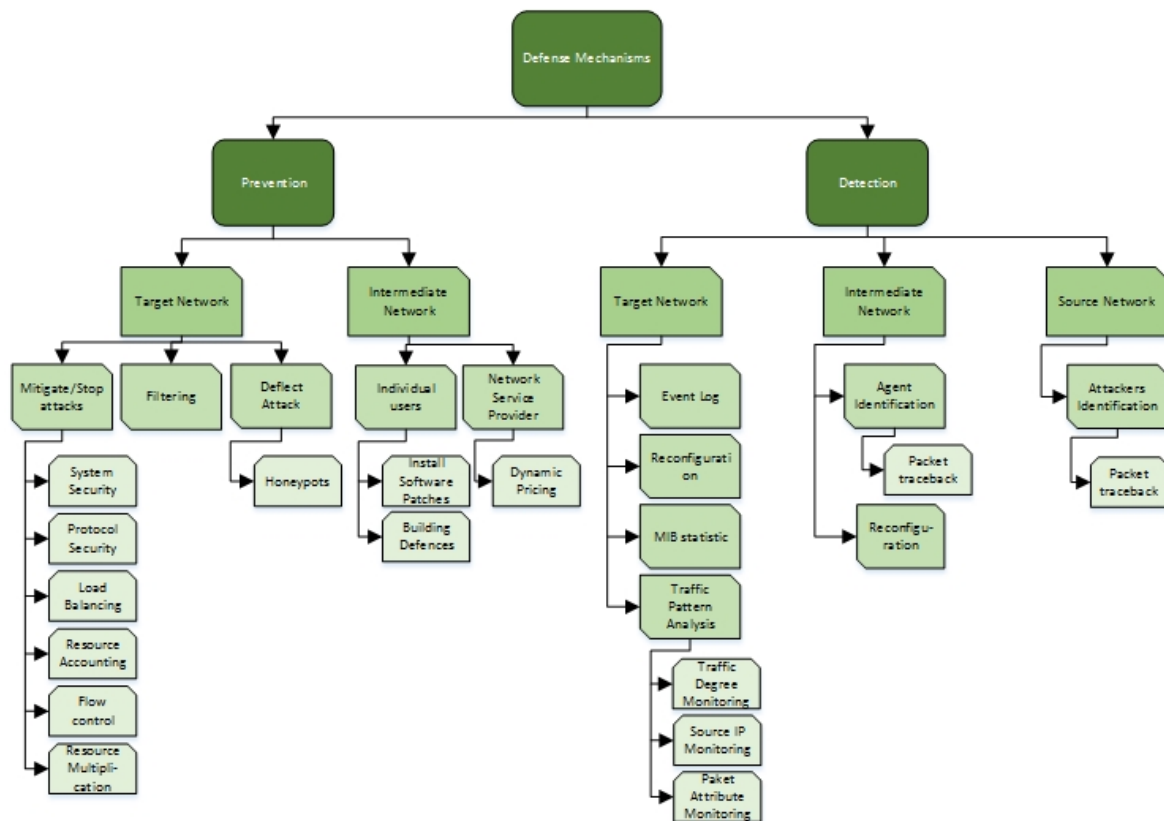 Defense Mechanisms
Prevention
Detection
Target Network
Intermediate
Network
Target Network
Intermediate
Network
Source Network
Mitigate/Stop
attacks
Filtering
Deflect
Attack
Individual
users
Network
Service
Provider
Event Log
Agent
Identification
Attackers
Identification
System
Security
Honeypots
Install
Software
Patches
Dynamic
Pricing
Reconfigurati
on
Packet
traceback
Packet
traceback
Protocol
Security
Building
Defences
MIB statistic
Reconfigu-
ration
Load
Balancing
Traffic
Pattern
Analysis
Resource
Accounting
Traffic
Degree
Monitoring
Flow
control
Source IP
Monitoring
Resource
Multipli-
cation
Paket
Attribute
Monitoring